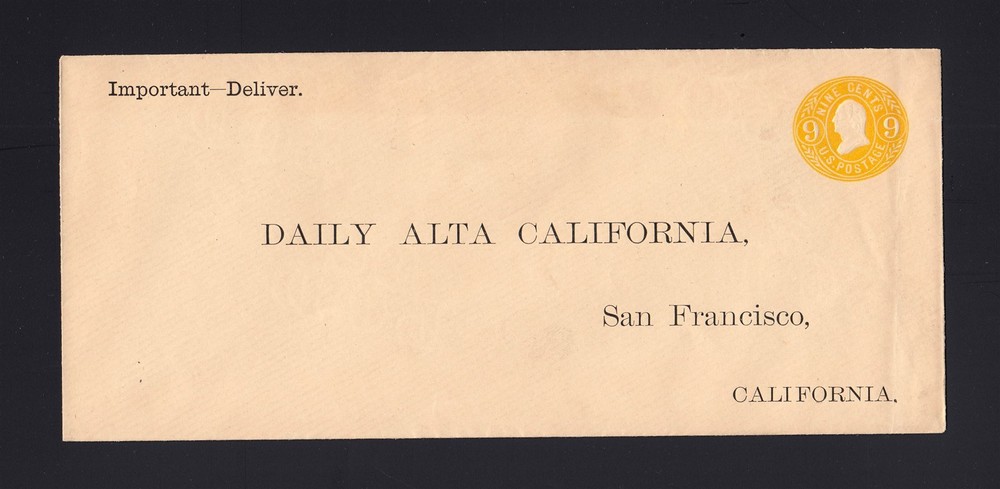 Important—Deliver.
NINE CENTS
9 9
U.S. POSTAGE
DAILY ALTA CALIFORNIA,
San Francisco,
CALIFORNIA.